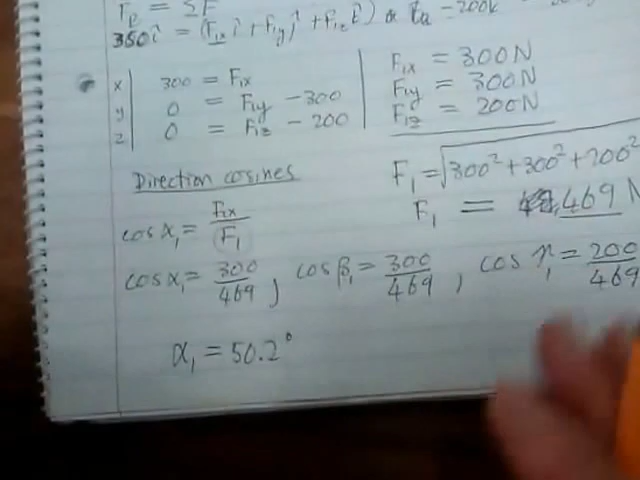 F_R = ΣF
350î = (F₁ₓ î + F₁y ĵ + F₁z k̂) & F₂ = -200k
x | 300 = F₁ₓ
y | 0 = F₁y - 300
z | 0 = F₁z - 200
F₁ₓ = 300N
F₁y = 300N
F₁z = 200N
F₁ = √300² + 300² + 200²
F₁ = 469 N
Direction cosines
cos α₁ = F₁ₓ/F₁
cos α₁ = 300/469, cos β₁ = 300/469, cos γ₁ = 200/469
α₁ = 50.2°